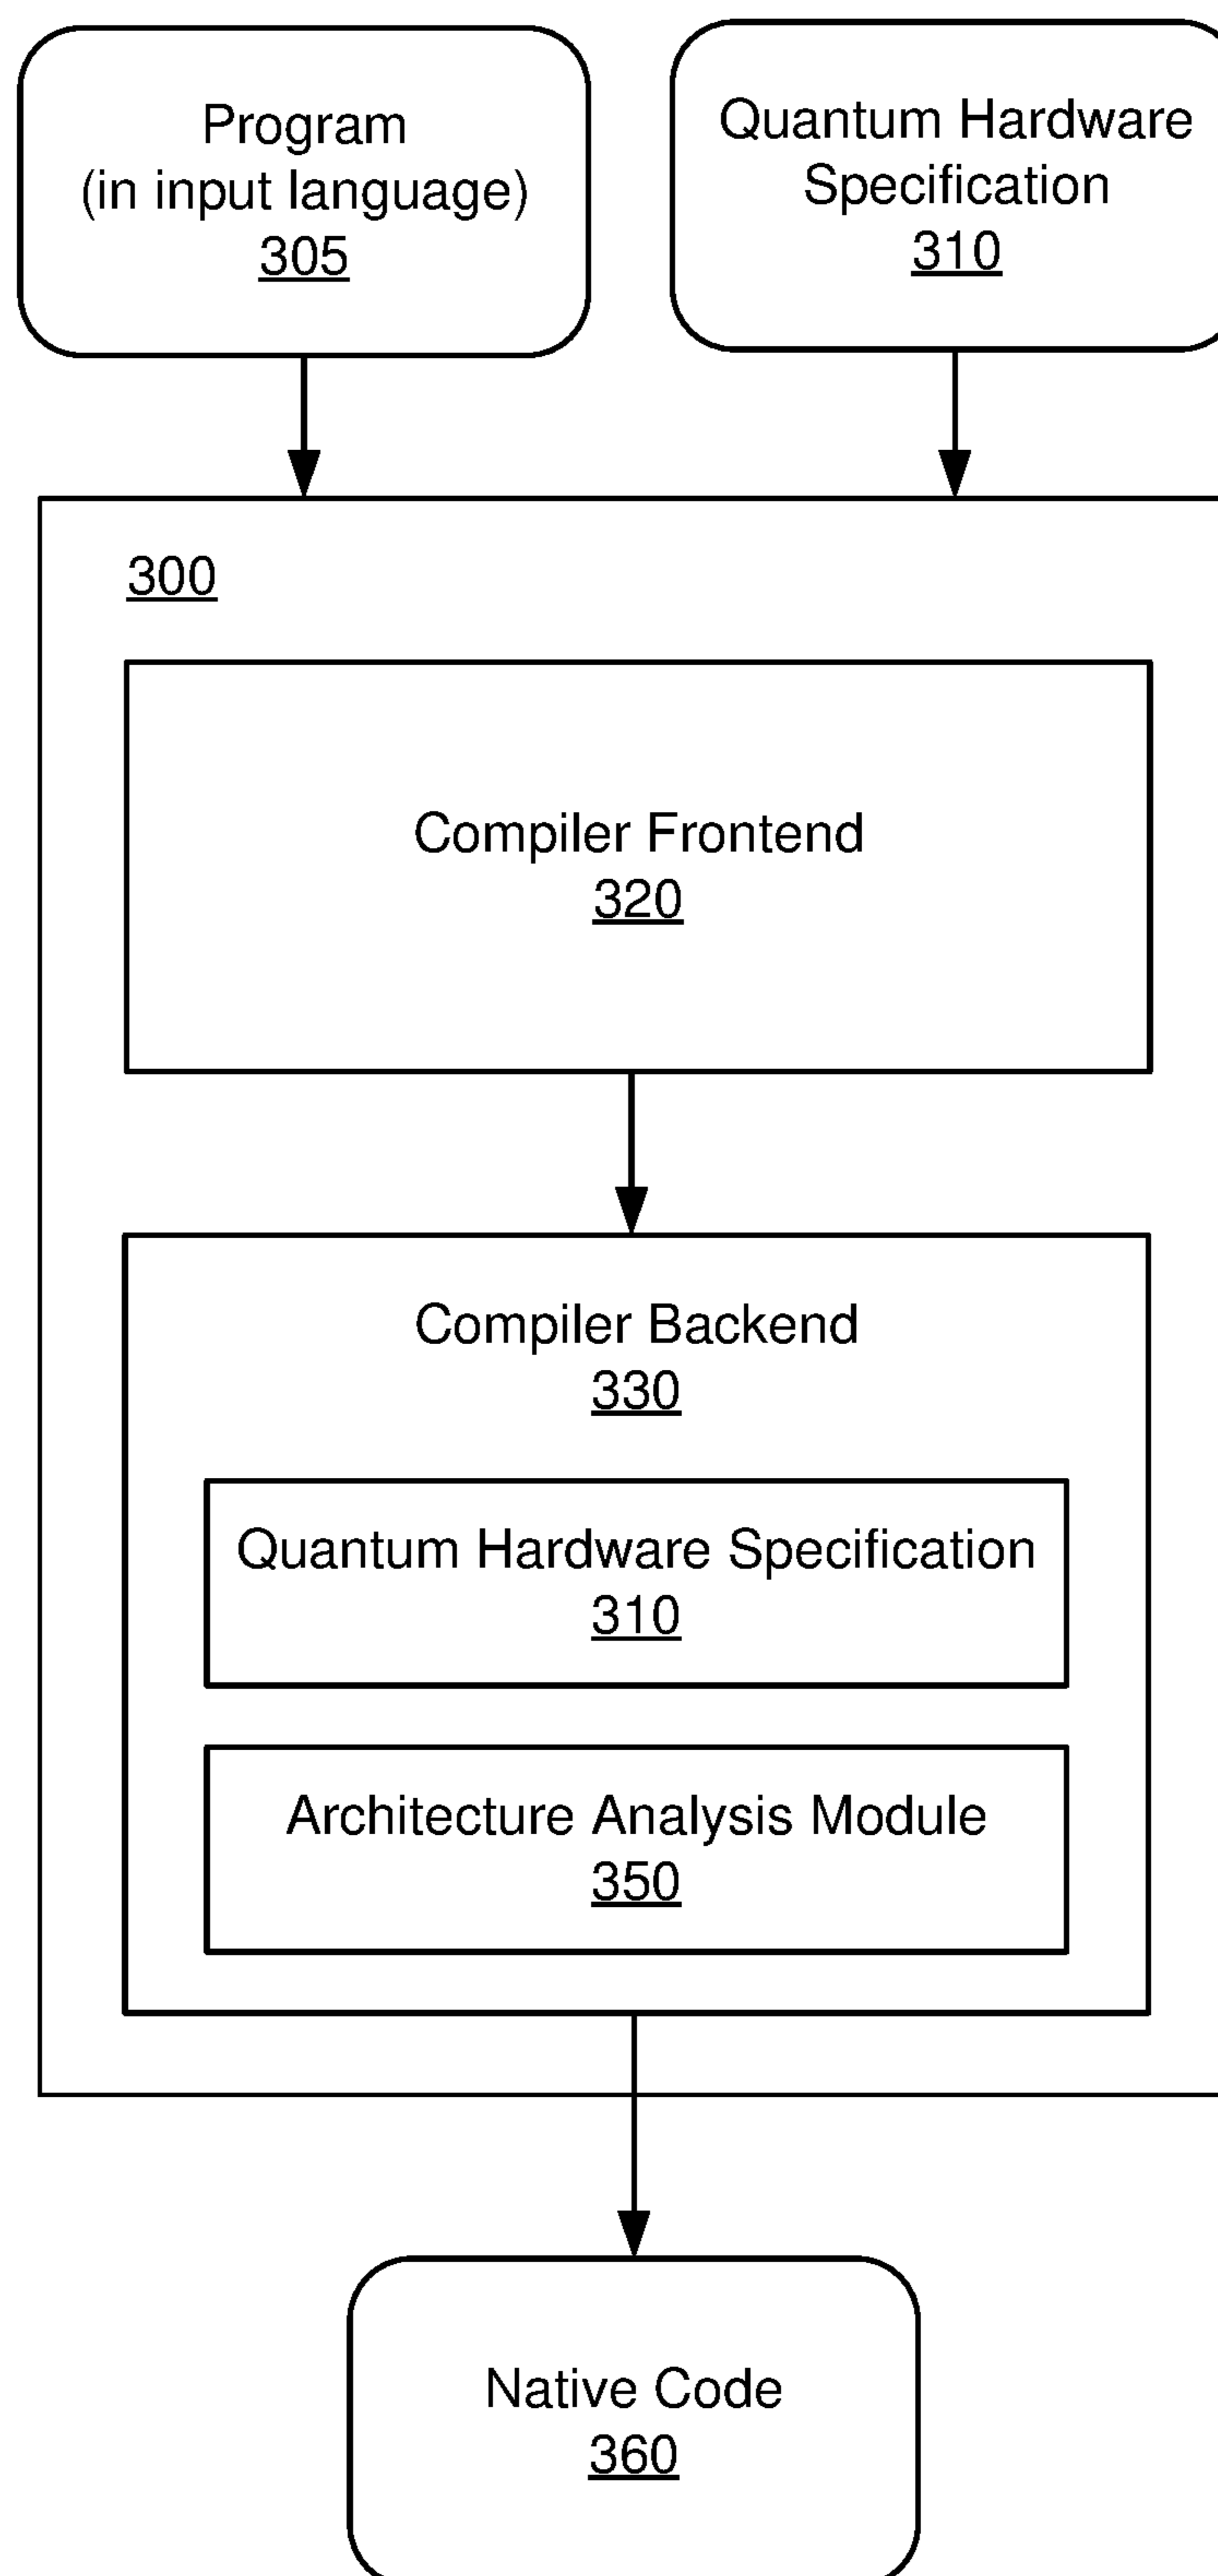 Program
(in input language)
305
Quantum Hardware
Specification
310
300
Compiler Frontend
320
Compiler Backend
330
Quantum Hardware Specification
310
Architecture Analysis Module
350
Native Code
360